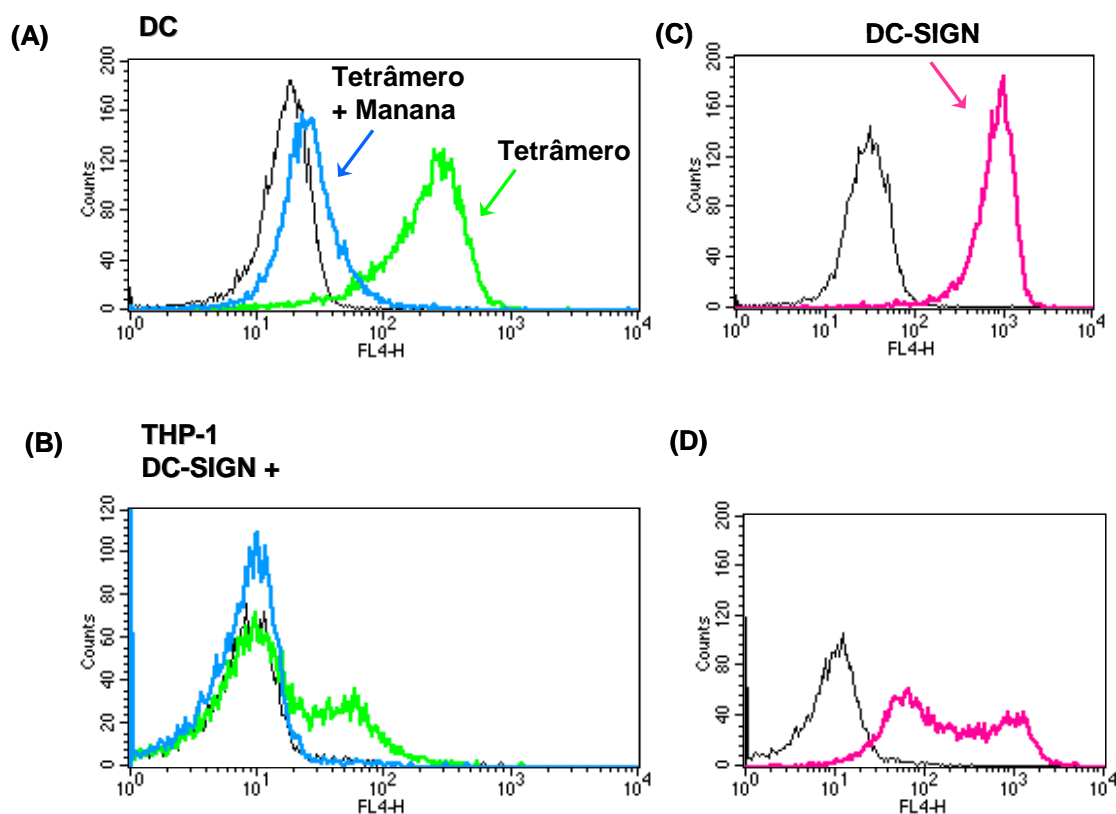 (A)
DC
Tetrâmero
+ Manana
Tetrâmero
200
160
120
80
40
0
Counts
10^0
10^1
10^2
10^3
10^4
FL4-H
(C)
DC-SIGN
200
160
120
80
40
0
Counts
10^0
10^1
10^2
10^3
10^4
FL4-H
(B)
THP-1
DC-SIGN +
120
100
80
60
40
20
0
Counts
10^0
10^1
10^2
10^3
10^4
FL4-H
(D)
200
160
120
80
40
0
Counts
10^0
10^1
10^2
10^3
10^4
FL4-H